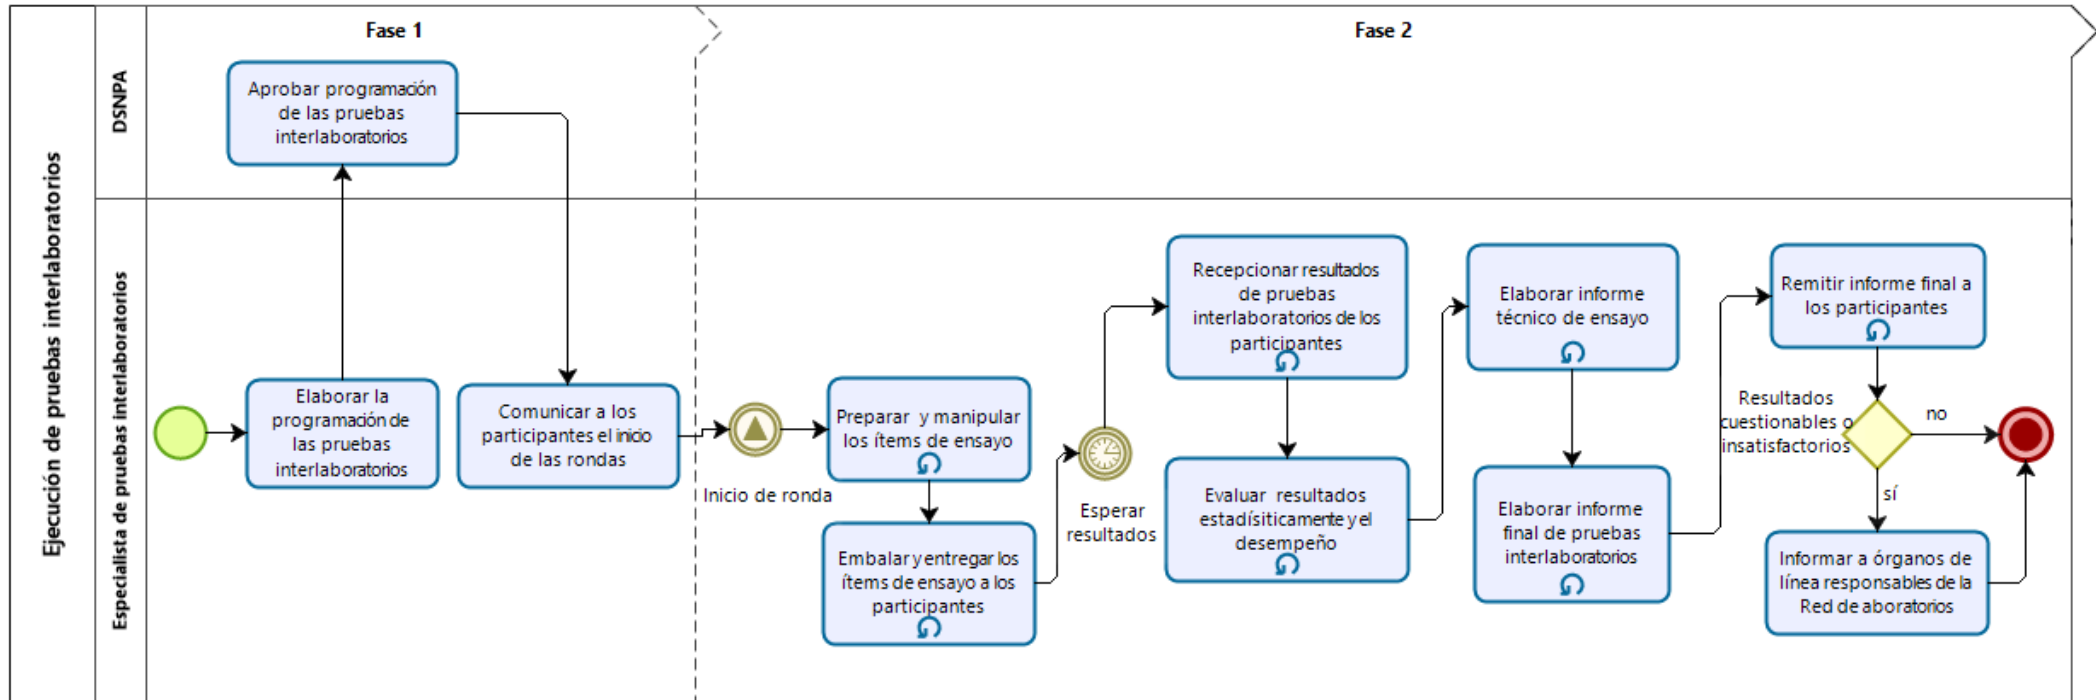 Ejecución de pruebas interlaboratorios
DSNPA
Especialista de pruebas interlaboratorios
Fase 1
Fase 2
Aprobar programación
de las pruebas
interlaboratorios
Elaborar la
programación de
las pruebas
interlaboratorios
Comunicar a los
participantes el inicio
de las rondas
Inicio de ronda
Preparar y manipular
los ítems de ensayo
Embalar y entregar los
ítems de ensayo a los
participantes
Esperar
resultados
Recepcionar resultados
de pruebas
interlaboratorios de los
participantes
Evaluar resultados
estadísiticamente y el
desempeño
Elaborar informe
técnico de ensayo
Elaborar informe
final de pruebas
interlaboratorios
Remitir informe final a
los participantes
Resultados
cuestionables o
insatisfactorios
no
sí
Informar a órganos de
línea responsables de la
Red de aboratorios